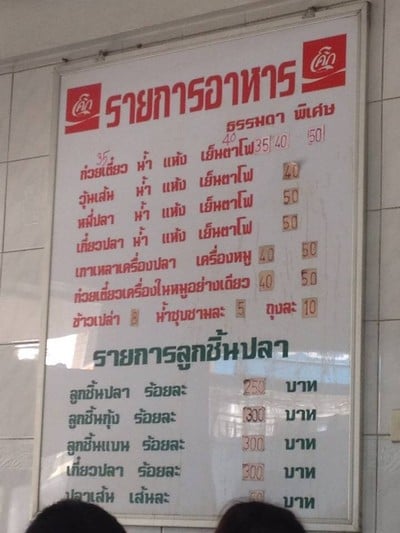 โค้ก รายการอาหาร โค้ก
ธรรมดา พิเศษ
35 40
ก๋วยเตี๋ยว น้ำ แห้ง เย็นตาโฟ 35 40 50
วุ้นเส้น น้ำ แห้ง เย็นตาโฟ 40
หมี่ปลา น้ำ แห้ง เย็นตาโฟ 50
เกี้ยวปลา น้ำ แห้ง เย็นตาโฟ 50
เกาเหลาเครื่องปลา เครื่องหมู 40 50
ก๋วยเตี๋ยวเครื่องในหมูอย่างเดียว 40 50
ข้าวเปล่า 8 น้ำซุปชามละ 5 ถุงละ 10
รายการลูกชิ้นปลา
ลูกชิ้นปลา ร้อยละ 250 บาท
ลูกชิ้นกุ้ง ร้อยละ 300 บาท
ลูกชิ้นแบน ร้อยละ 300 บาท
เกี้ยวปลา ร้อยละ 300 บาท
ปลาเส้น เส้นละ บาท